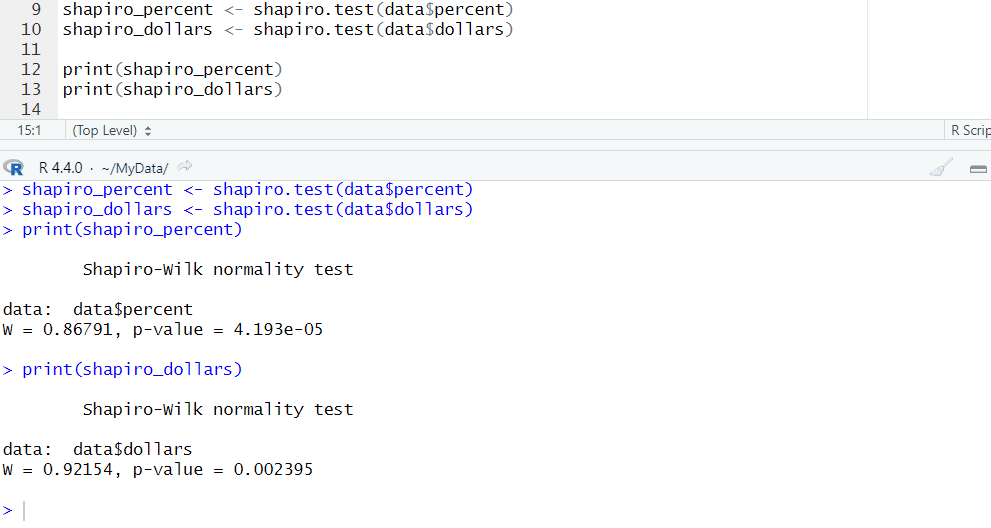 9 shapiro_percent <- shapiro.test(data$percent)
10 shapiro_dollars <- shapiro.test(data$dollars)
11
12 print(shapiro_percent)
13 print(shapiro_dollars)
14
15:1 (Top Level) R Scrip
R R 4.4.0 · ~/MyData/
> shapiro_percent <- shapiro.test(data$percent)
> shapiro_dollars <- shapiro.test(data$dollars)
> print(shapiro_percent)
Shapiro-Wilk normality test
data: data$percent
W = 0.86791, p-value = 4.193e-05
> print(shapiro_dollars)
Shapiro-Wilk normality test
data: data$dollars
W = 0.92154, p-value = 0.002395
>